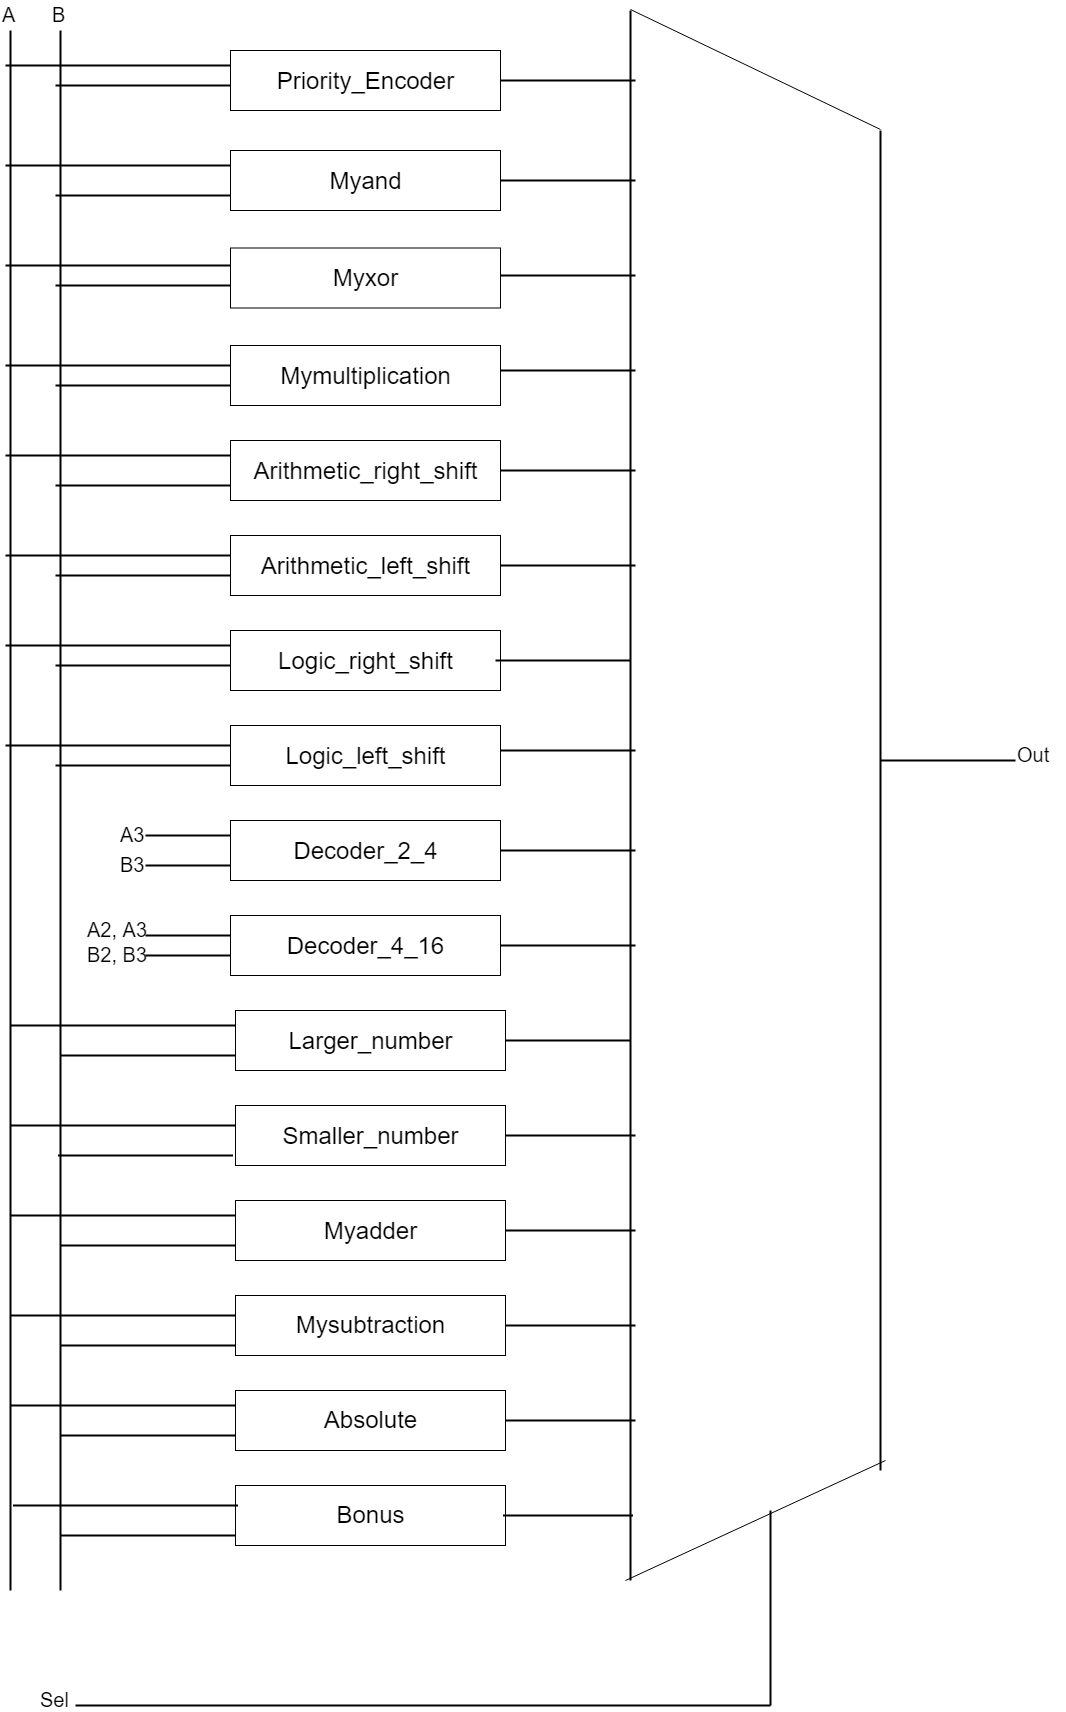 A B
Priority_Encoder
Myand
Myxor
Mymultiplication
Arithmetic_right_shift
Arithmetic_left_shift
Logic_right_shift
Logic_left_shift
A3
B3
Decoder_2_4
A2, A3
B2, B3
Decoder_4_16
Larger_number
Smaller_number
Myadder
Mysubtraction
Absolute
Bonus
Out
Sel